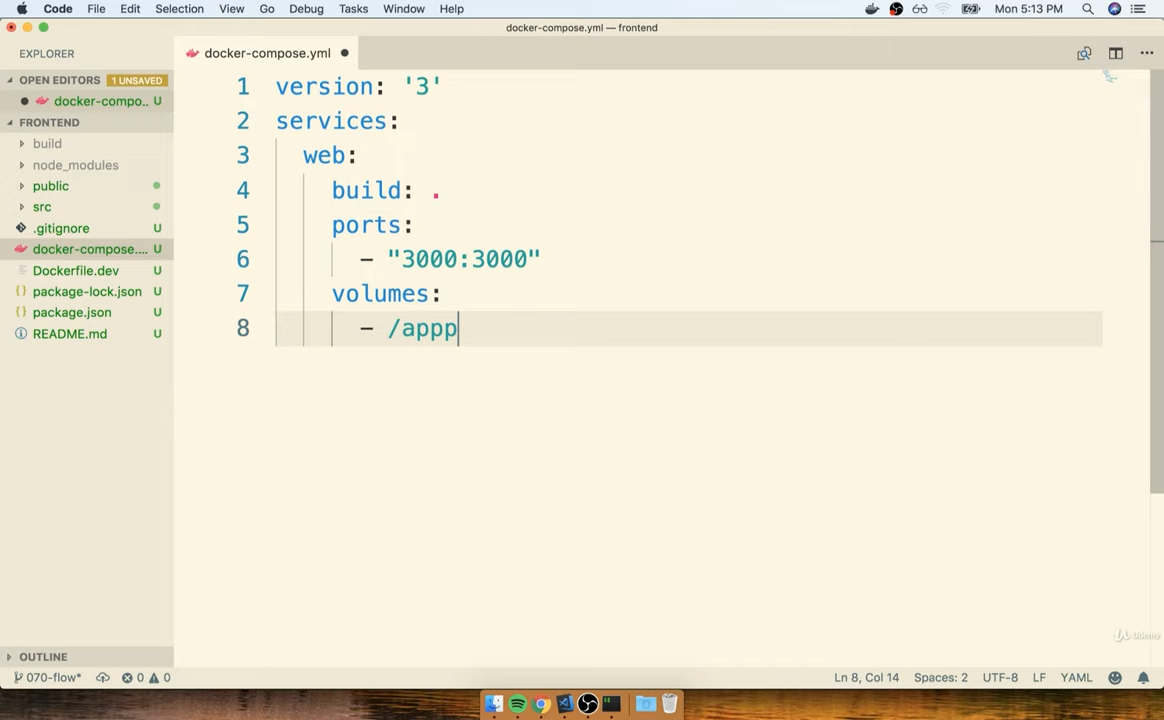 Code File Edit Selection View Go Debug Tasks Window Help Mon 5:13 PM
docker-compose.yml — frontend
EXPLORER
docker-compose.yml
OPEN EDITORS 1 UNSAVED
docker-compo.. U
FRONTEND
build
node_modules
public
src
.gitignore U
docker-compose.... U
Dockerfile.dev U
package-lock.json U
package.json U
README.md U
1 version: '3'
2 services:
3 web:
4 build: .
5 ports:
6 - "3000:3000"
7 volumes:
8 - /appp
Udemy
OUTLINE
070-flow* 0 0 Ln 8, Col 14 Spaces: 2 UTF-8 LF YAML